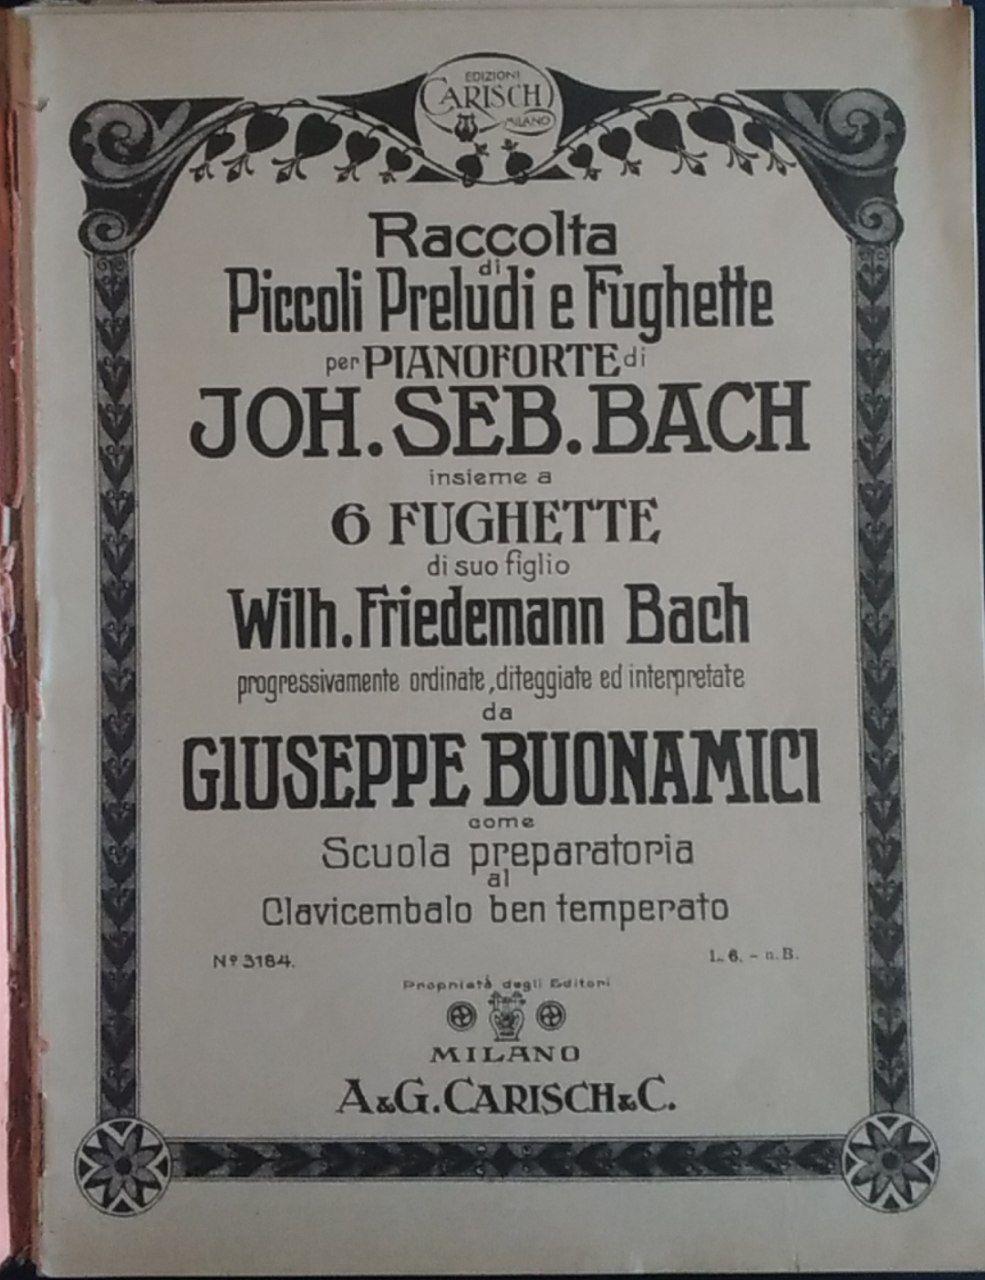 EDIZIONI
CARISCH
MILANO
Raccolta
di
Piccoli Preludi e Fughette
per PIANOFORTE di
JOH. SEB. BACH
insieme a
6 FUGHETTE
di suo figlio
Wilh. Friedemann Bach
progressivamente ordinate, diteggiate ed interpretate
da
GIUSEPPE BUONAMICI
come
Scuola preparatoria
al
Clavicembalo ben temperato
Nº 3184.
L. 6. - n. B.
Proprietà degli Editori
MILANO
A & G. CARISCH & C.